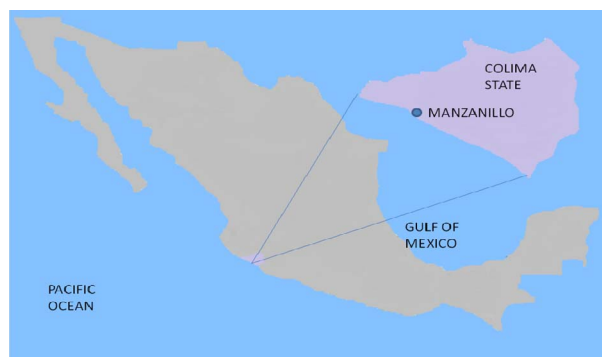 COLIMA
STATE
MANZANILLO
GULF OF
MEXICO
PACIFIC
OCEAN